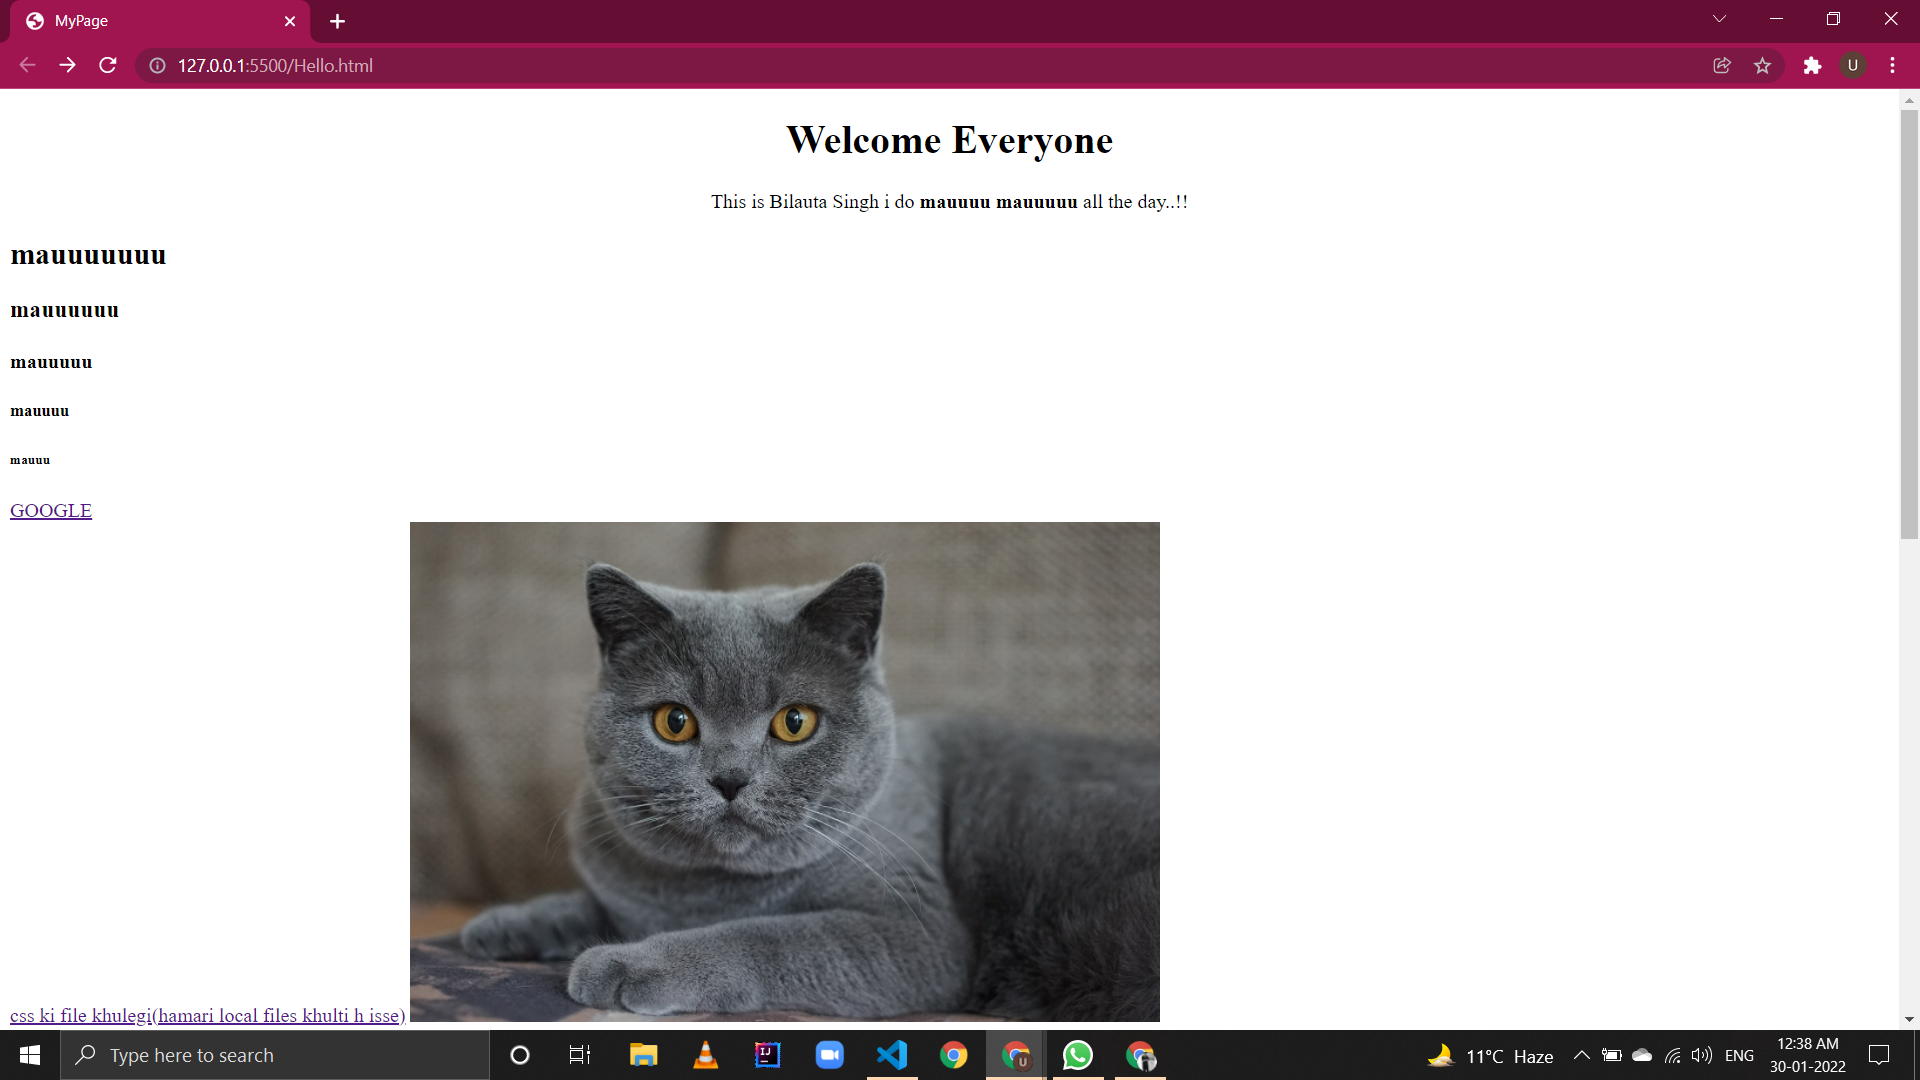 MyPage
127.0.0.1:5500/Hello.html
U
Welcome Everyone
This is Bilauta Singh i do mauuuu mauuuuu all the day..!!
mauuuuuuu
mauuuuuu
mauuuuu
mauuuu
mauuu
GOOGLE
css ki file khulegi(hamari local files khulti h isse)
Type here to search
IJ
U
11°C Haze
ENG
12:38 AM
30-01-2022